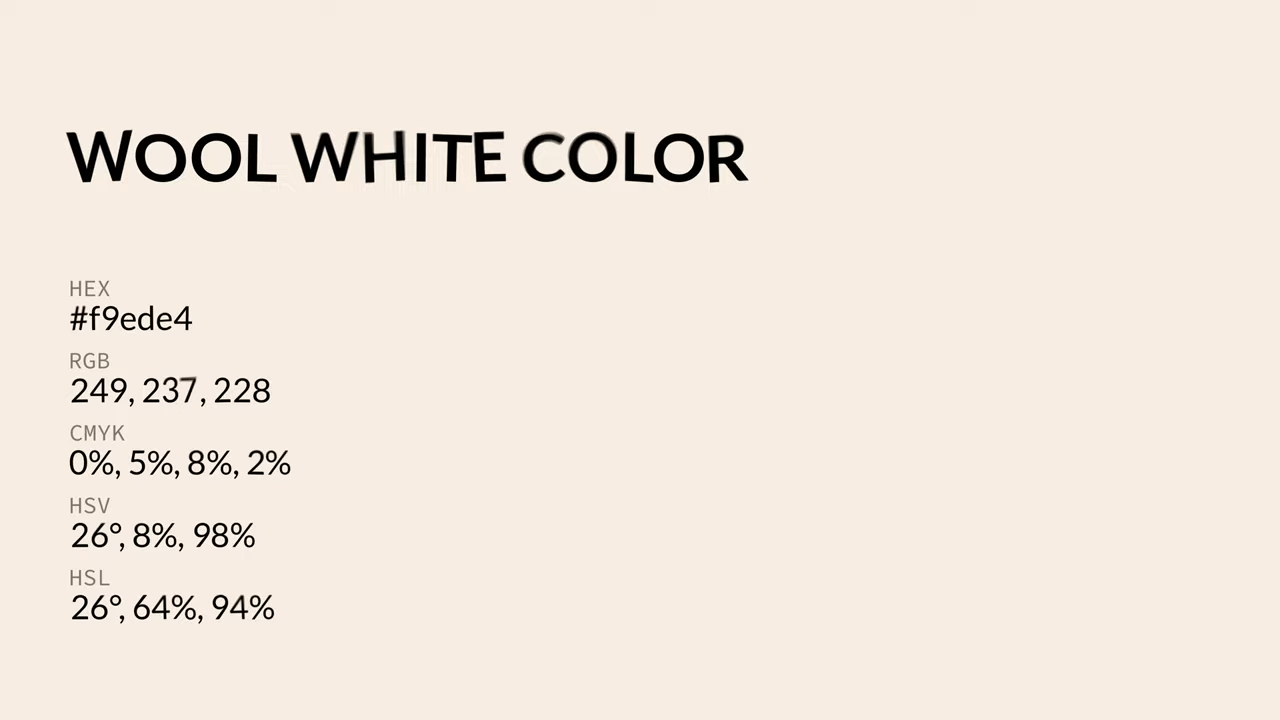 WOOL WHITE COLOR
HEX
#f9ede4
RGB
249, 237, 228
CMYK
0%, 5%, 8%, 2%
HSV
26°, 8%, 98%
HSL
26°, 64%, 94%